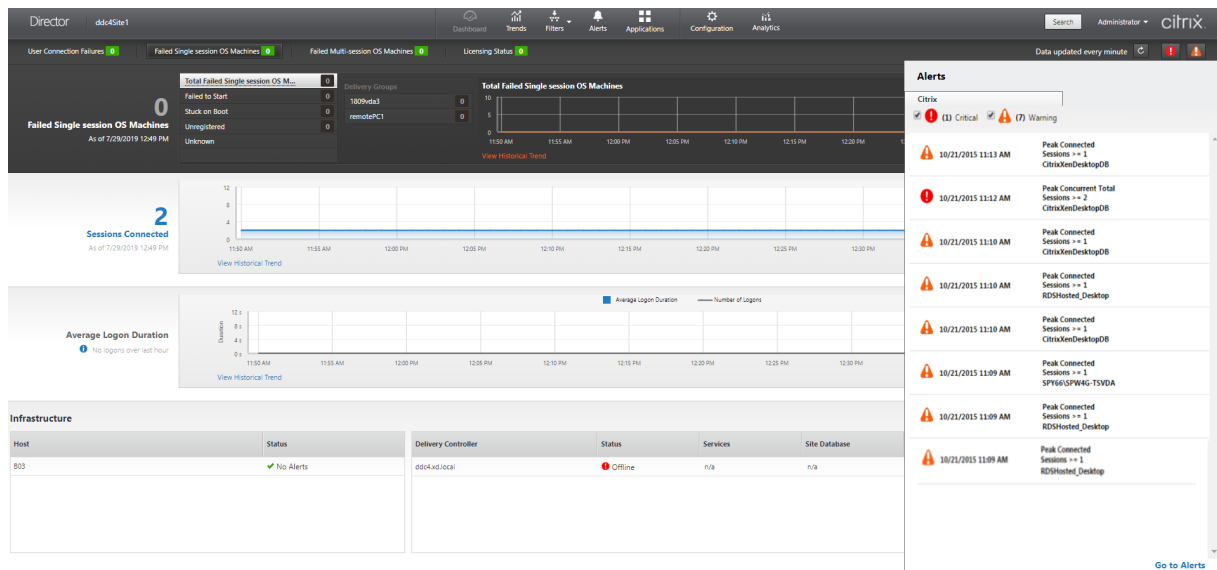 Director ddc4Site1 Dashboard Trends Filters Alerts Applications Configuration Analytics Search Administrator citrix
User Connection Failures 0 Failed Single session OS Machines 0 Failed Multi-session OS Machines 0 Licensing Status 0 Data updated every minute
0
Failed Single session OS Machines
As of 7/29/2019 12:49 PM
Total Failed Single session OS M... 0
Failed to Start 0
Stuck on Boot 0
Unregistered 0
Unknown
Delivery Groups
1809vda3 0
remotePC1 0
Total Failed Single session OS Machines
10
5
0
11:50 AM 11:55 AM 12:00 PM 12:05 PM 12:10 PM 12:15 PM 12:20 PM
View Historical Trend
2
Sessions Connected
As of 7/29/2019 12:49 PM
12
8
4
0
11:50 AM 11:55 AM 12:00 PM 12:05 PM 12:10 PM 12:15 PM 12:20 PM 12:25 PM 12:30 PM
View Historical Trend
Average Logon Duration
No logons over last hour
Average Logon Duration Number of Logons
Duration
12 s
8 s
4 s
0 s
11:50 AM 11:55 AM 12:00 PM 12:05 PM 12:10 PM 12:15 PM 12:20 PM 12:25 PM 12:30 PM
View Historical Trend
Infrastructure
Host Status
B03 No Alerts
Delivery Controller Status Services Site Database
ddc4.xd.local Offline n/a n/a
Alerts
Citrix
(1) Critical (7) Warning
10/21/2015 11:13 AM
Peak Connected
Sessions >= 1
CitrixXenDesktopDB
10/21/2015 11:12 AM
Peak Concurrent Total
Sessions >= 2
CitrixXenDesktopDB
10/21/2015 11:10 AM
Peak Connected
Sessions >= 1
CitrixXenDesktopDB
10/21/2015 11:10 AM
Peak Connected
Sessions >= 1
RDSHosted_Desktop
10/21/2015 11:10 AM
Peak Connected
Sessions >= 1
CitrixXenDesktopDB
10/21/2015 11:09 AM
Peak Connected
Sessions >= 1
SPY66\SPW4G-TSVDA
10/21/2015 11:09 AM
Peak Connected
Sessions >= 1
RDSHosted_Desktop
10/21/2015 11:09 AM
Peak Connected
Sessions >= 1
RDSHosted_Desktop
Go to Alerts